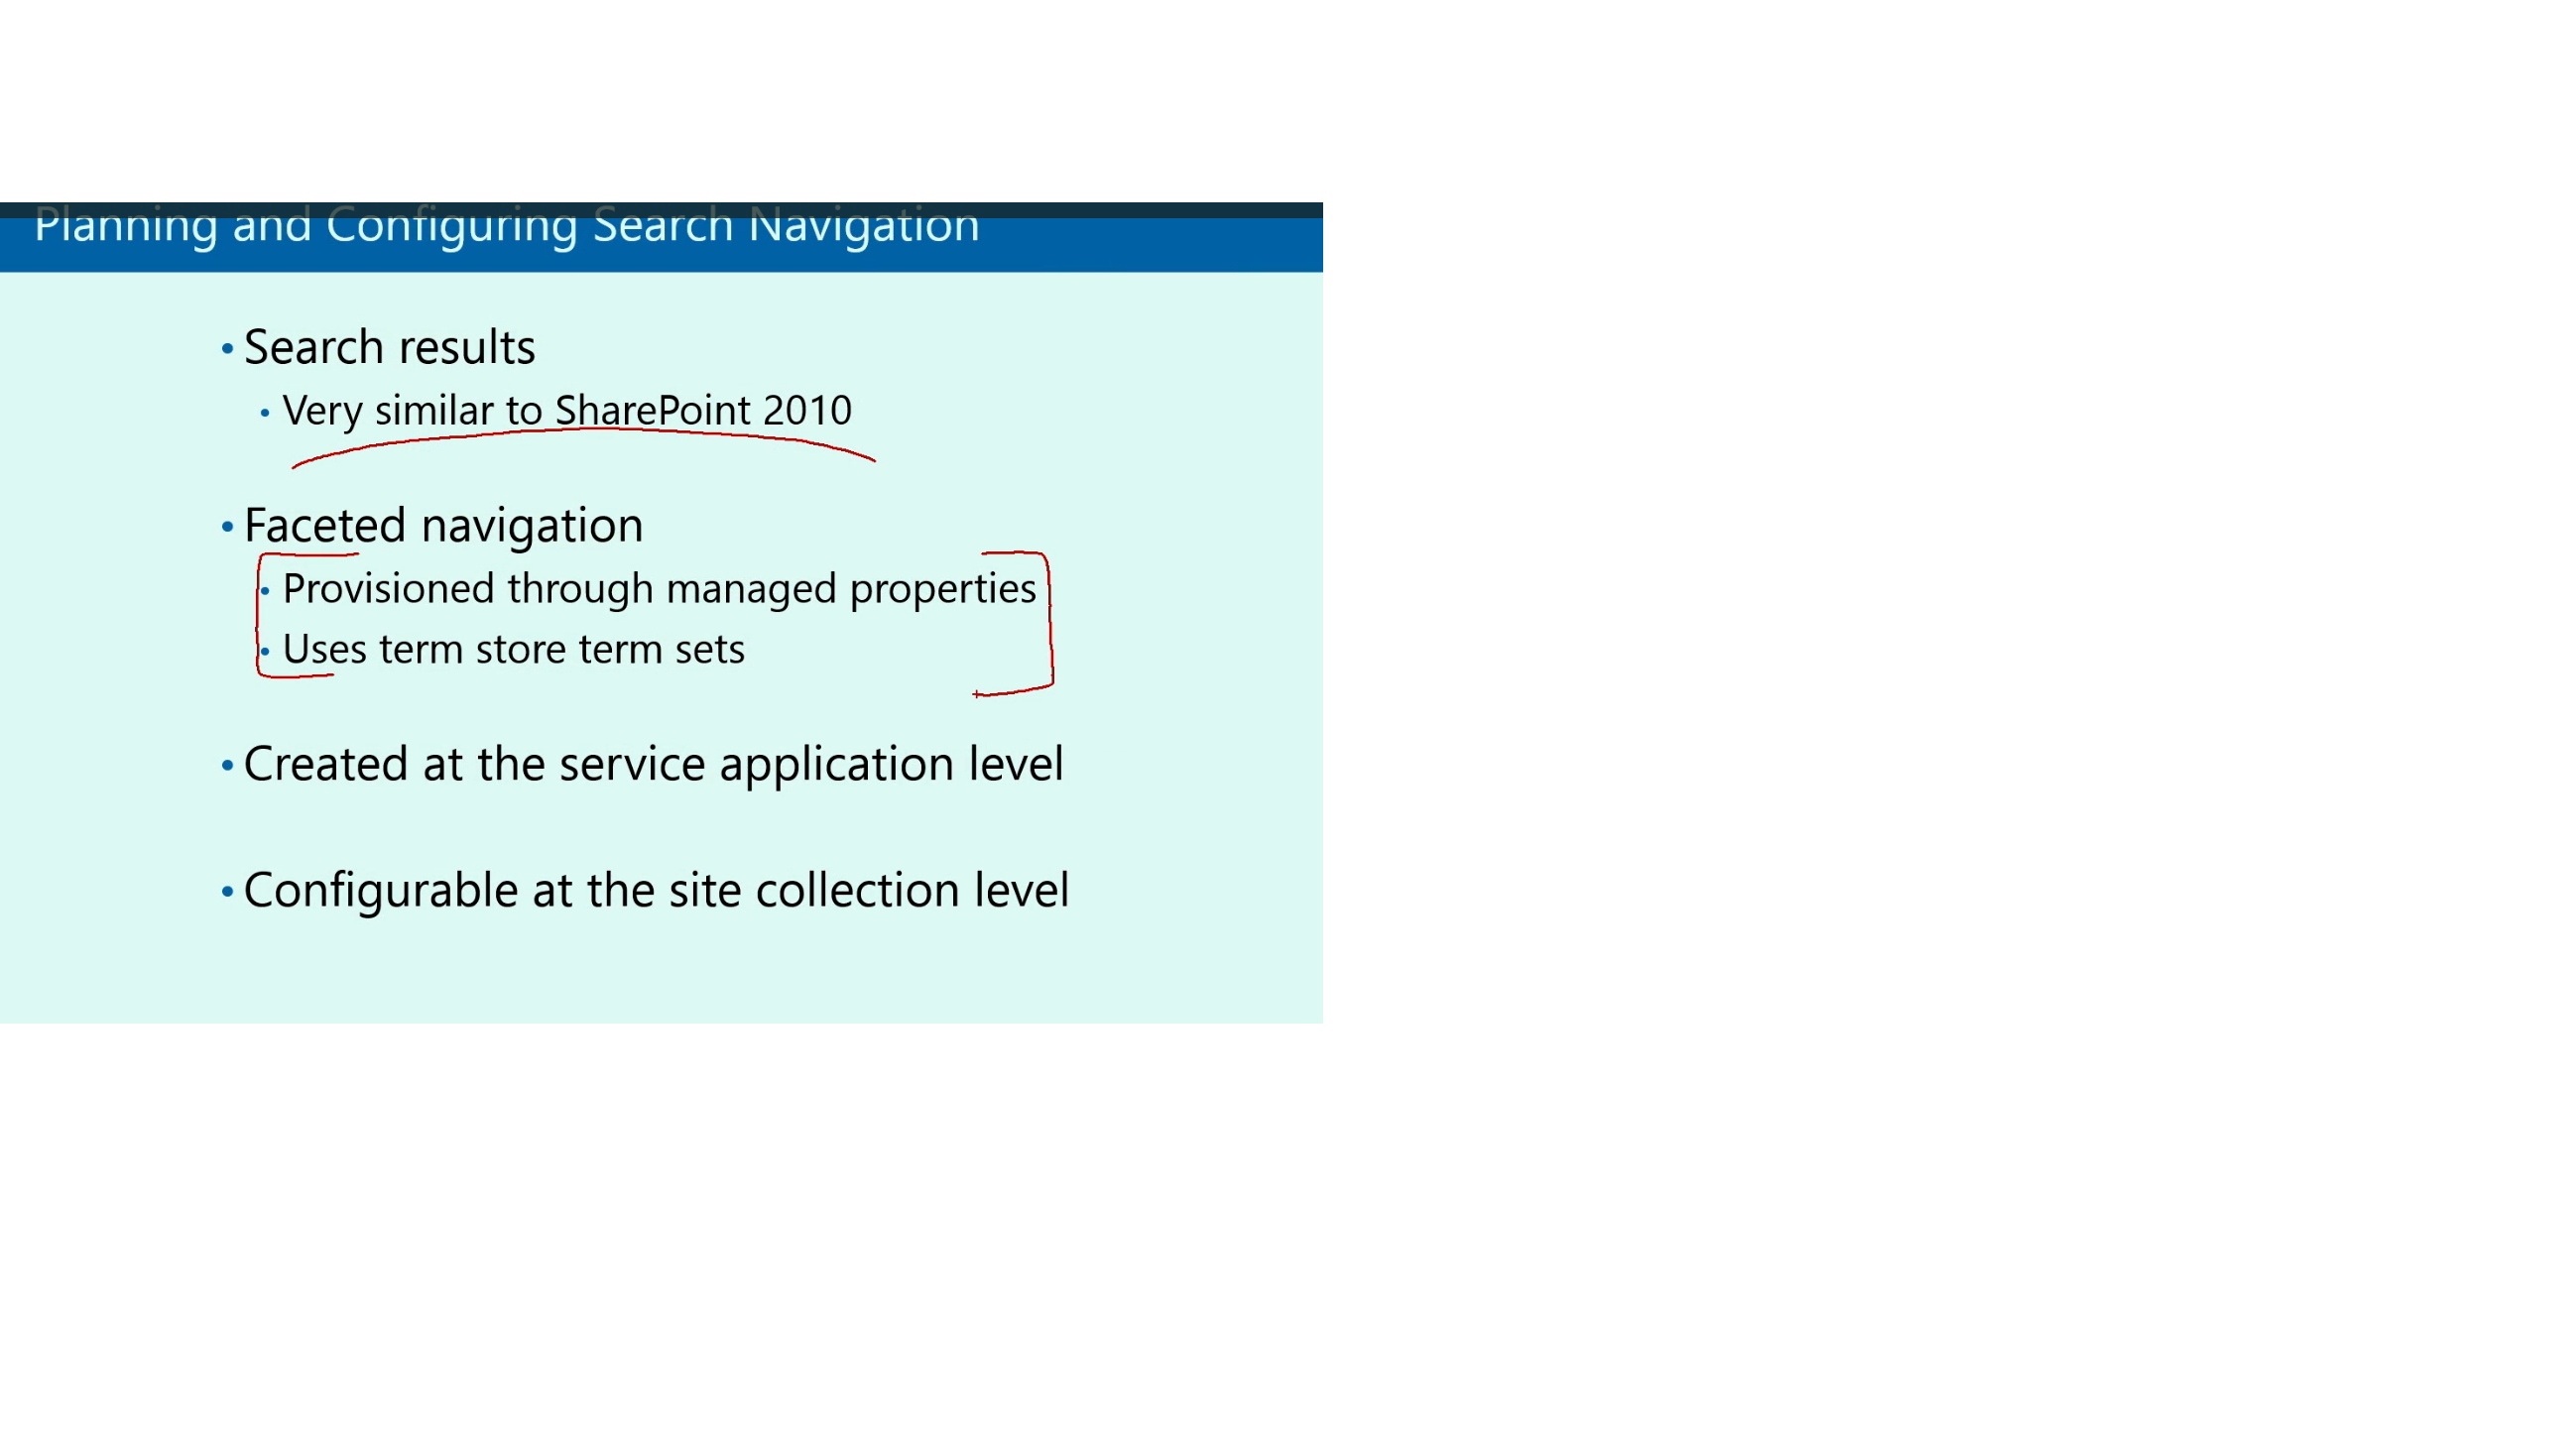 Planning and Configuring Search Navigation
• Search results
• Very similar to SharePoint 2010
• Faceted navigation
• Provisioned through managed properties
• Uses term store term sets
• Created at the service application level
• Configurable at the site collection level